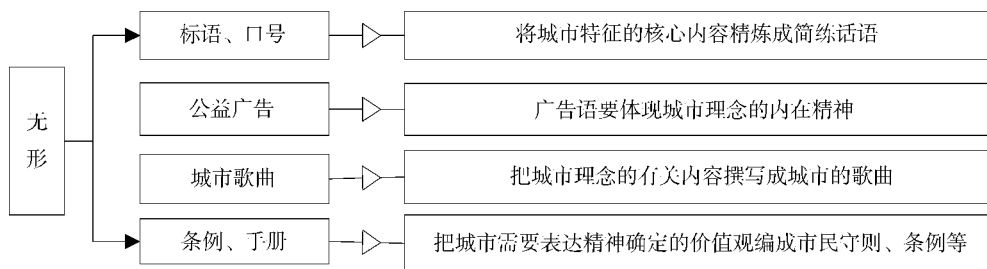 无形
标语、口号
将城市特征的核心内容精炼成简练话语
公益广告
广告语要体现城市理念的内在精神
城市歌曲
把城市理念的有关内容撰写成城市的歌曲
条例、手册
把城市需要表达精神确定的价值观编成市民守则、条例等